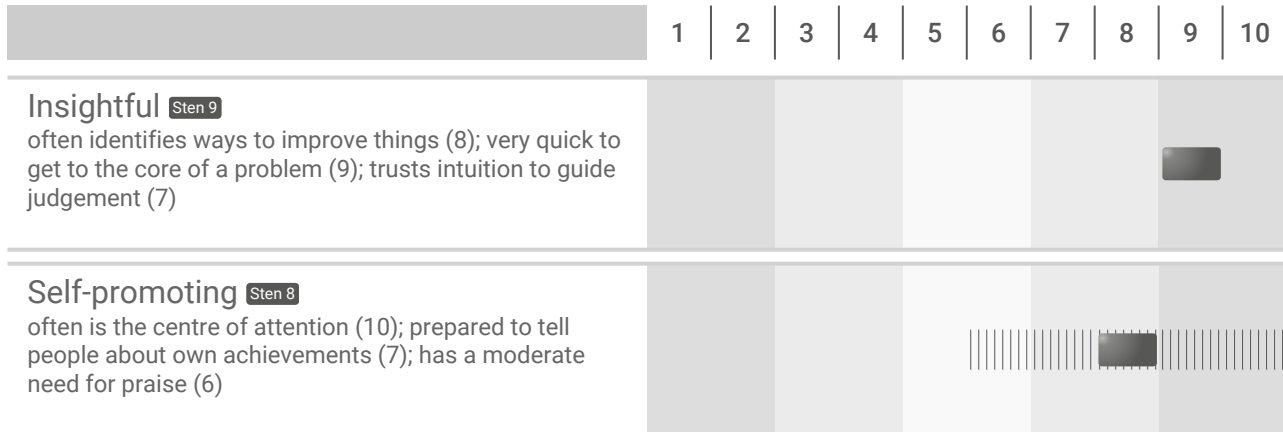 1 2 3 4 5 6 7 8 9 10
Insightful Sten 9
often identifies ways to improve things (8); very quick to
get to the core of a problem (9); trusts intuition to guide
judgement (7)
Self-promoting Sten 8
often is the centre of attention (10); prepared to tell
people about own achievements (7); has a moderate
need for praise (6)